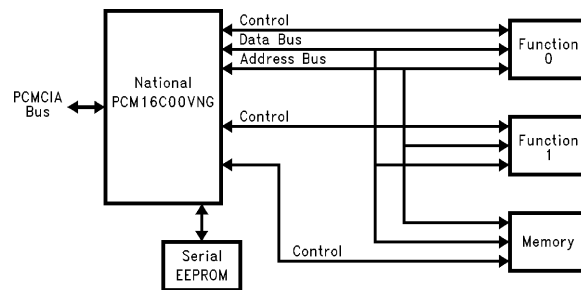 Control
Data Bus
Address Bus
Function
0
National
PCM16C00VNG
PCMCIA
Bus
Control
Function
1
Control
Memory
Serial
EEPROM